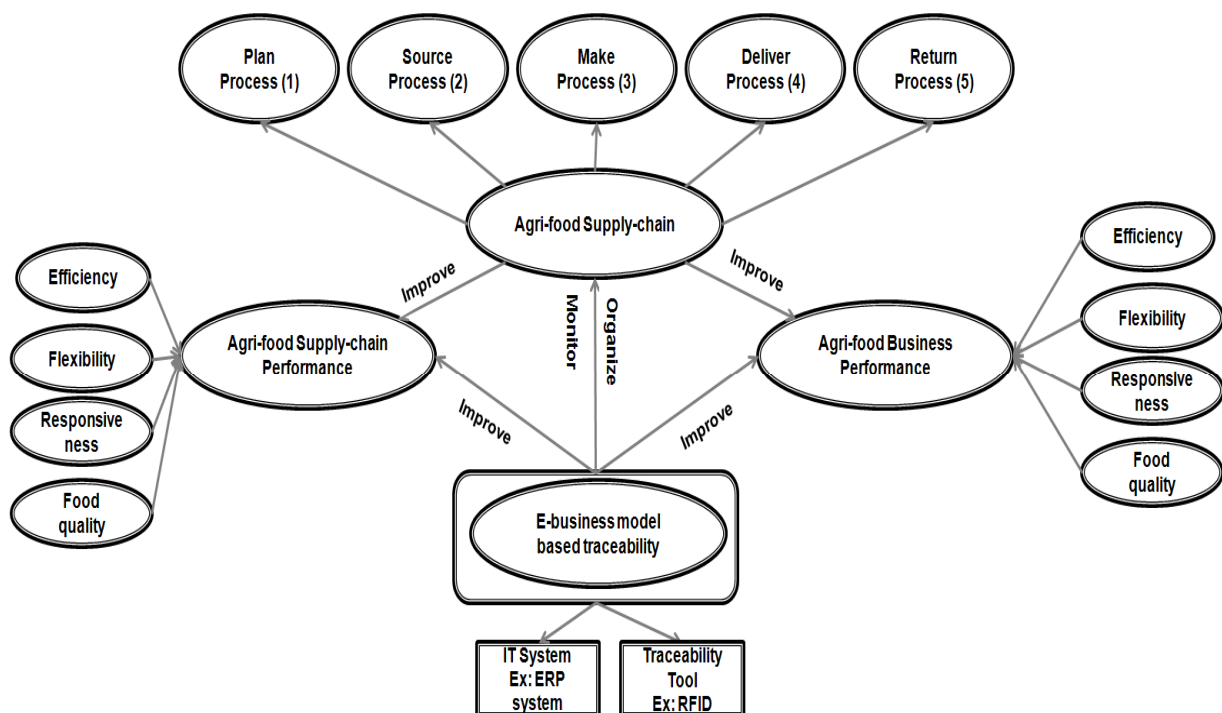 Plan
Process (1)
Source
Process (2)
Make
Process (3)
Deliver
Process (4)
Return
Process (5)
Agri-food Supply-chain
Improve
Improve
Monitor
Organize
Efficiency
Flexibility
Responsive
ness
Food
quality
Agri-food Supply-chain
Performance
Agri-food Business
Performance
Efficiency
Flexibility
Responsive
ness
Food
quality
Improve
Improve
E-business model
based traceability
IT System
Ex: ERP
system
Traceability
Tool
Ex: RFID